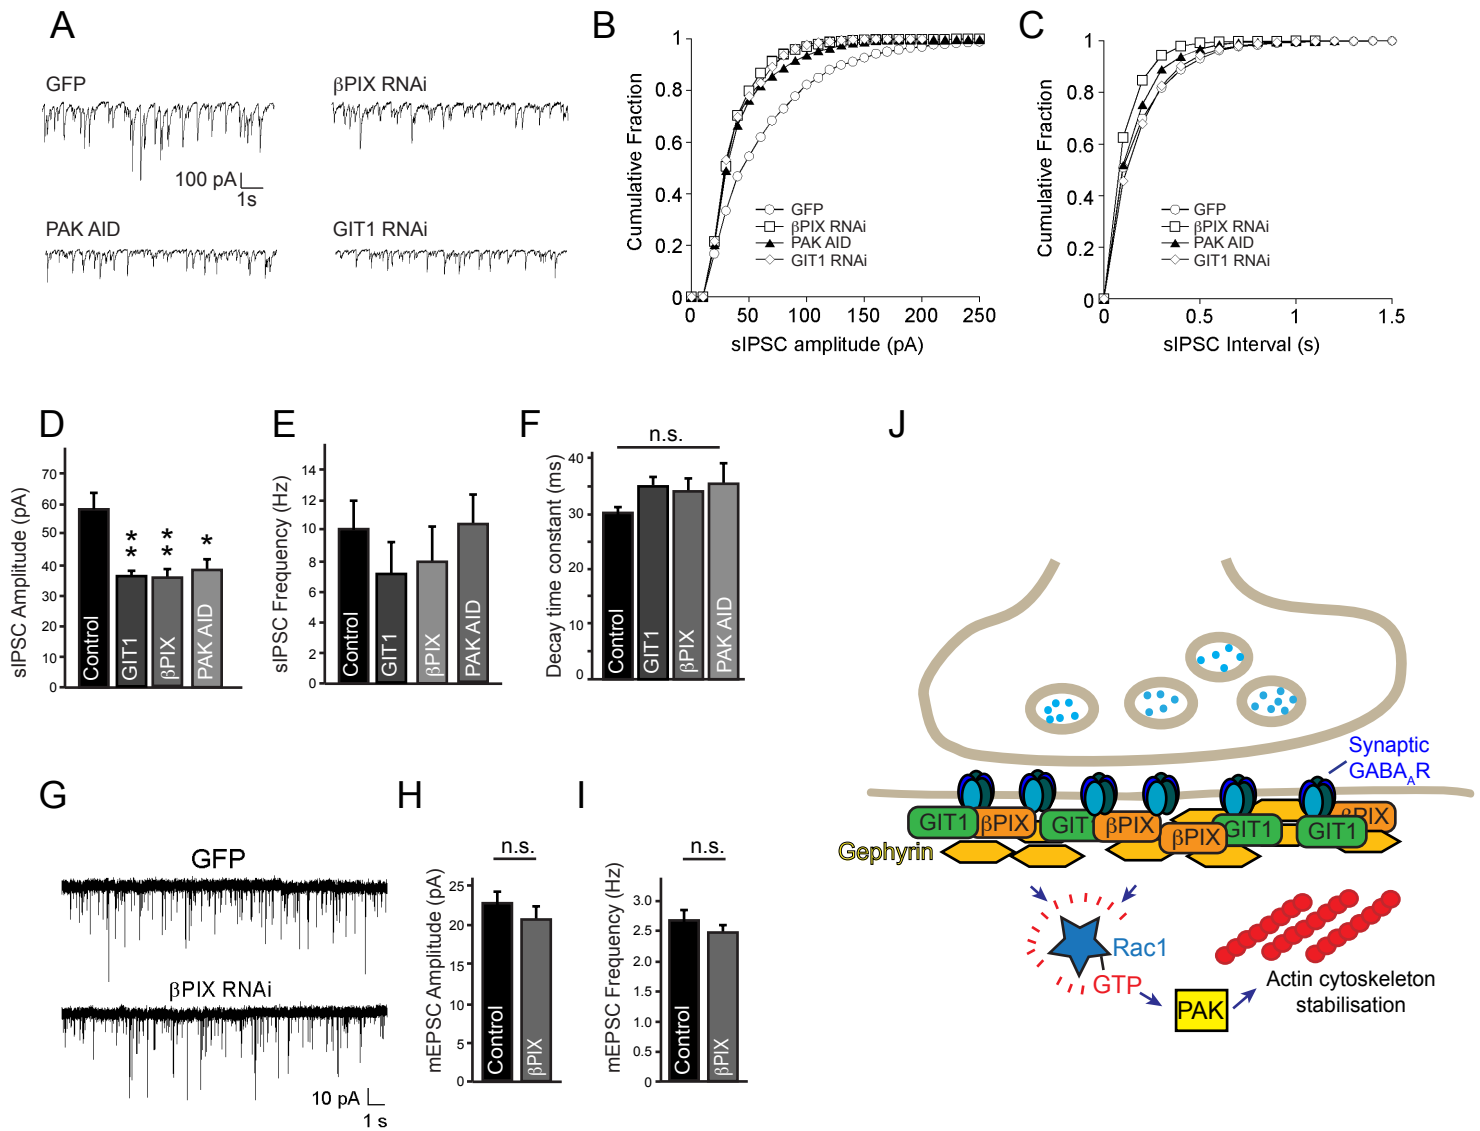 A
GFP
βPIX RNAi
100 pA
1s
PAK AID
GIT1 RNAi
B
Cumulative Fraction
1
0.8
0.6
0.4
0.2
0
0
50
100
150
200
250
sIPSC amplitude (pA)
GFP
βPIX RNAi
PAK AID
GIT1 RNAi
C
Cumulative Fraction
1
0.8
0.6
0.4
0.2
0
0
0.5
1
1.5
sIPSC Interval (s)
GFP
βPIX RNAi
PAK AID
GIT1 RNAi
D
sIPSC Amplitude (pA)
70
60
50
40
30
20
10
0
**
**
*
Control
GIT1
βPIX
PAK AID
E
sIPSC Frequency (Hz)
14
12
10
8
6
4
2
0
Control
GIT1
βPIX
PAK AID
F
n.s.
Decay time constant (ms)
40
30
20
10
0
Control
GIT1
βPIX
PAK AID
G
GFP
βPIX RNAi
10 pA
1 s
H
n.s.
mEPSC Amplitude (pA)
25
20
15
10
5
0
Control
βPIX
I
n.s.
mEPSC Frequency (Hz)
3.0
2.5
2.0
1.5
1.0
0.5
0
Control
βPIX
J
Synaptic
GABA_AR
GIT1 βPIX GIT βPIX βPIX GIT1 GIT1 βPIX
Gephyrin
Rac1
GTP
PAK
Actin cytoskeleton
stabilisation